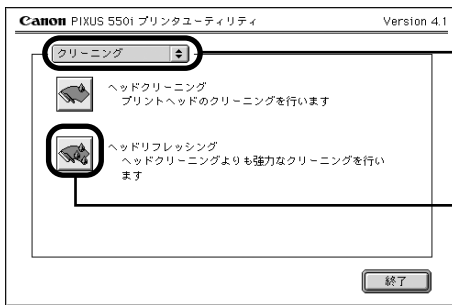 Canon PIXUS 550i プリンタユーティリティ Version 4.1
クリーニング
ヘッドクリーニング
プリントヘッドのクリーニングを行います
ヘッドリフレッシング
ヘッドクリーニングよりも強力なクリーニングを行い
ます
終了